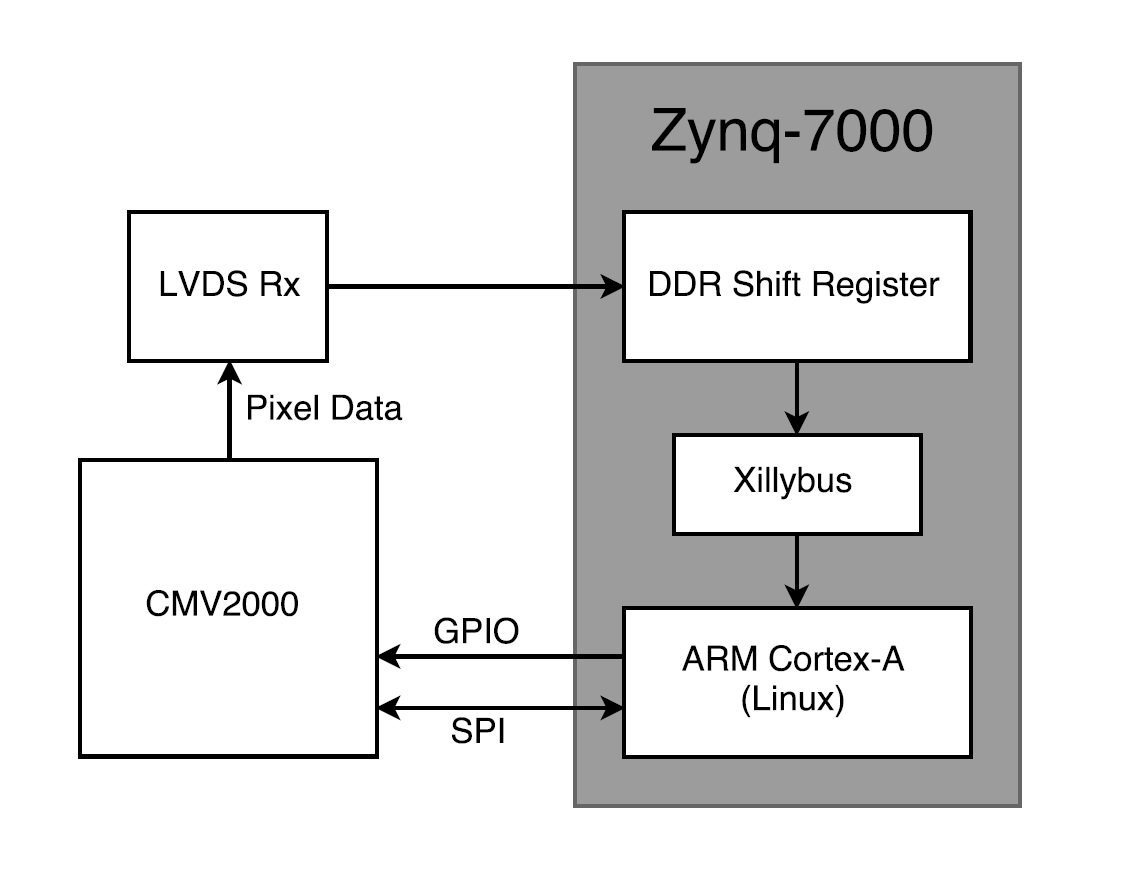 Zynq-7000
LVDS Rx
DDR Shift Register
Pixel Data
Xillybus
CMV2000
GPIO
ARM Cortex-A
(Linux)
SPI